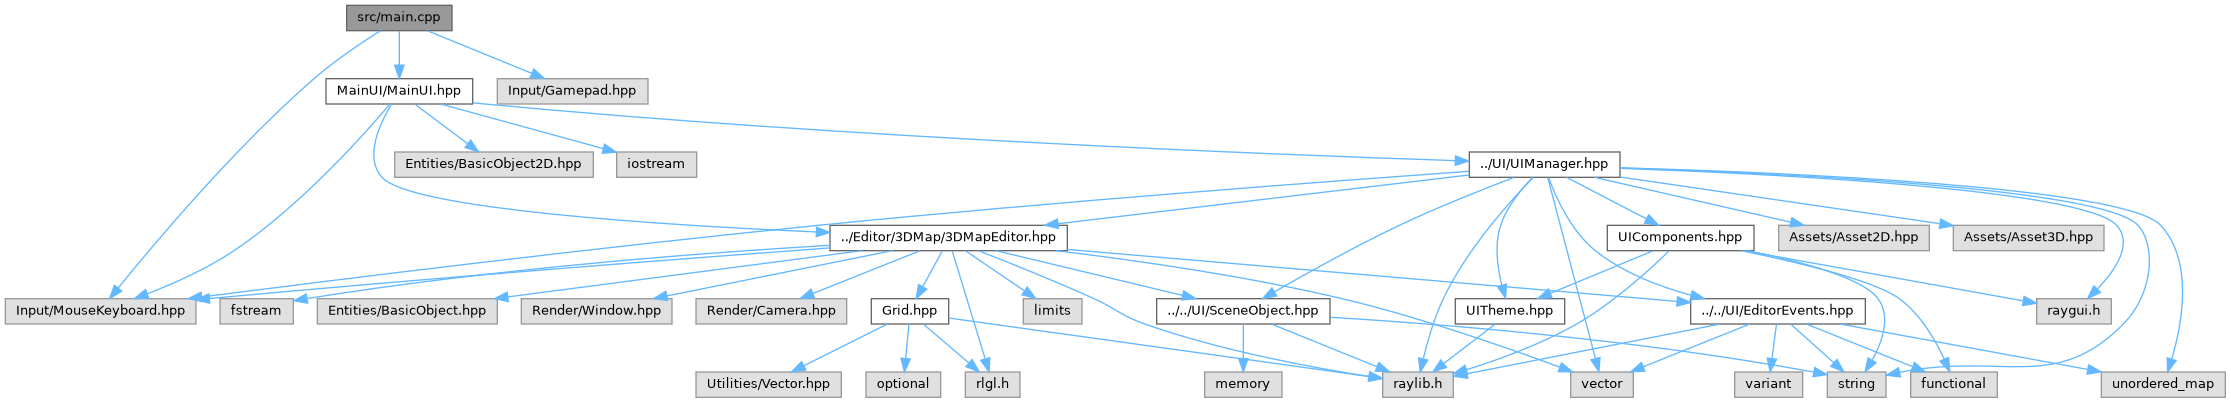 src/main.cpp
MainUI/MainUI.hpp
Input/Gamepad.hpp
Entities/BasicObject2D.hpp
iostream
../UI/UIManager.hpp
../Editor/3DMap/3DMapEditor.hpp
UIComponents.hpp
Assets/Asset2D.hpp
Assets/Asset3D.hpp
Input/MouseKeyboard.hpp
fstream
Entities/BasicObject.hpp
Render/Window.hpp
Render/Camera.hpp
Grid.hpp
limits
../../UI/SceneObject.hpp
UITheme.hpp
../../UI/EditorEvents.hpp
raygui.h
Utilities/Vector.hpp
optional
rlgl.h
memory
raylib.h
vector
variant
string
functional
unordered_map